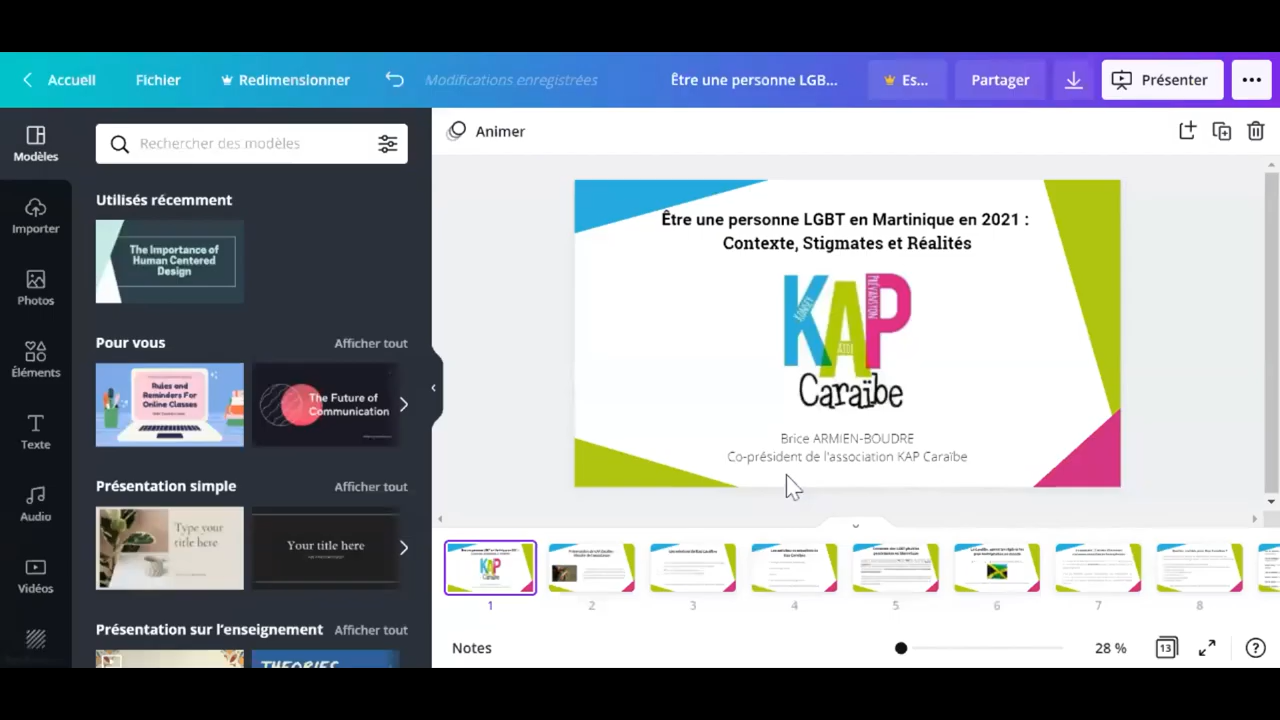 Accueil
Fichier
Redimensionner
Modifications enregistrées
Être une personne LGB...
Es...
Partager
Présenter
Modèles
Importer
Photos
Éléments
Texte
Audio
Vidéos
Rechercher des modèles
Utilisés récemment
The Importance of
Human Centered
Design
Pour vous
Afficher tout
Rules and
Reminders For
Online Classes
The Future of
Communication
Présentation simple
Afficher tout
Type your
title here
Your title here
Présentation sur l'enseignement
Afficher tout
THEORIES
Animer
Être une personne LGBT en Martinique en 2021 :
Contexte, Stigmates et Réalités
KAP
Caraïbe
Brice ARMIEN-BOUDRE
Co-président de l'association KAP Caraïbe
1
2
3
4
5
6
7
8
Notes
28 %
13
?